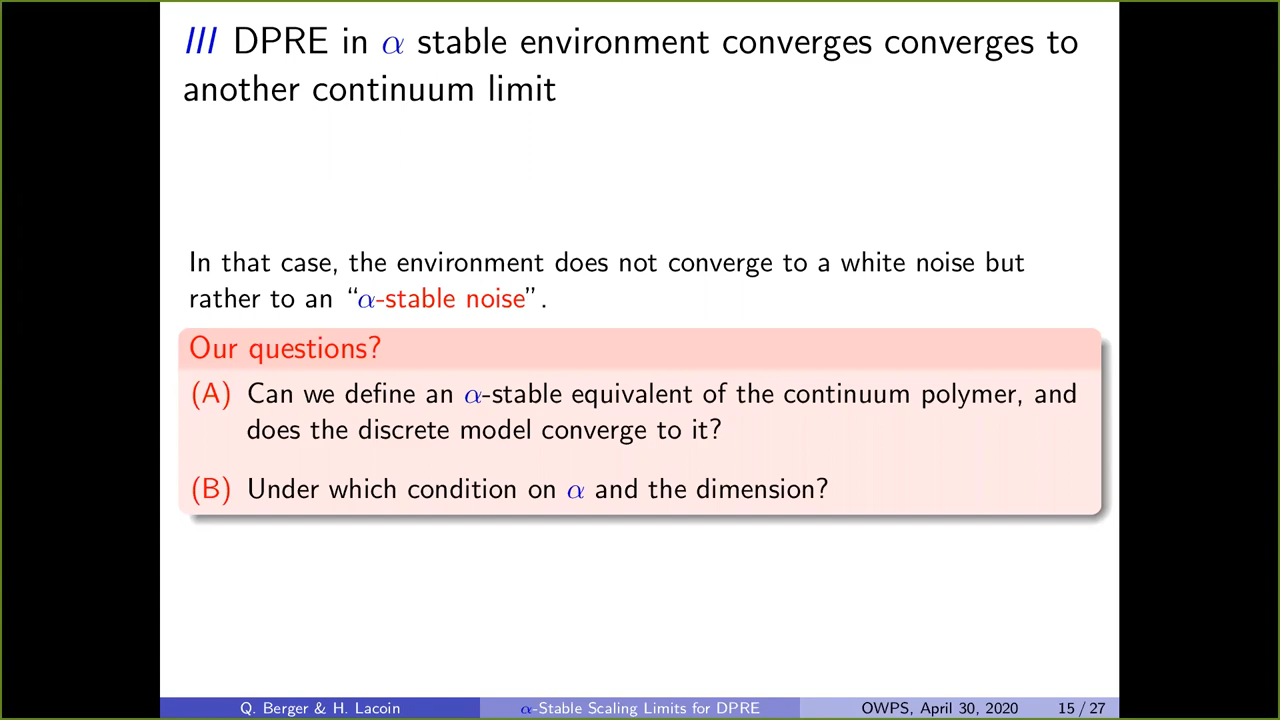 III DPRE in α stable environment converges converges to
another continuum limit
In that case, the environment does not converge to a white noise but
rather to an “α-stable noise”.
Our questions?
(A) Can we define an α-stable equivalent of the continuum polymer, and
does the discrete model converge to it?
(B) Under which condition on α and the dimension?
Q. Berger & H. Lacoin α-Stable Scaling Limits for DPRE OWPS, April 30, 2020 15 / 27